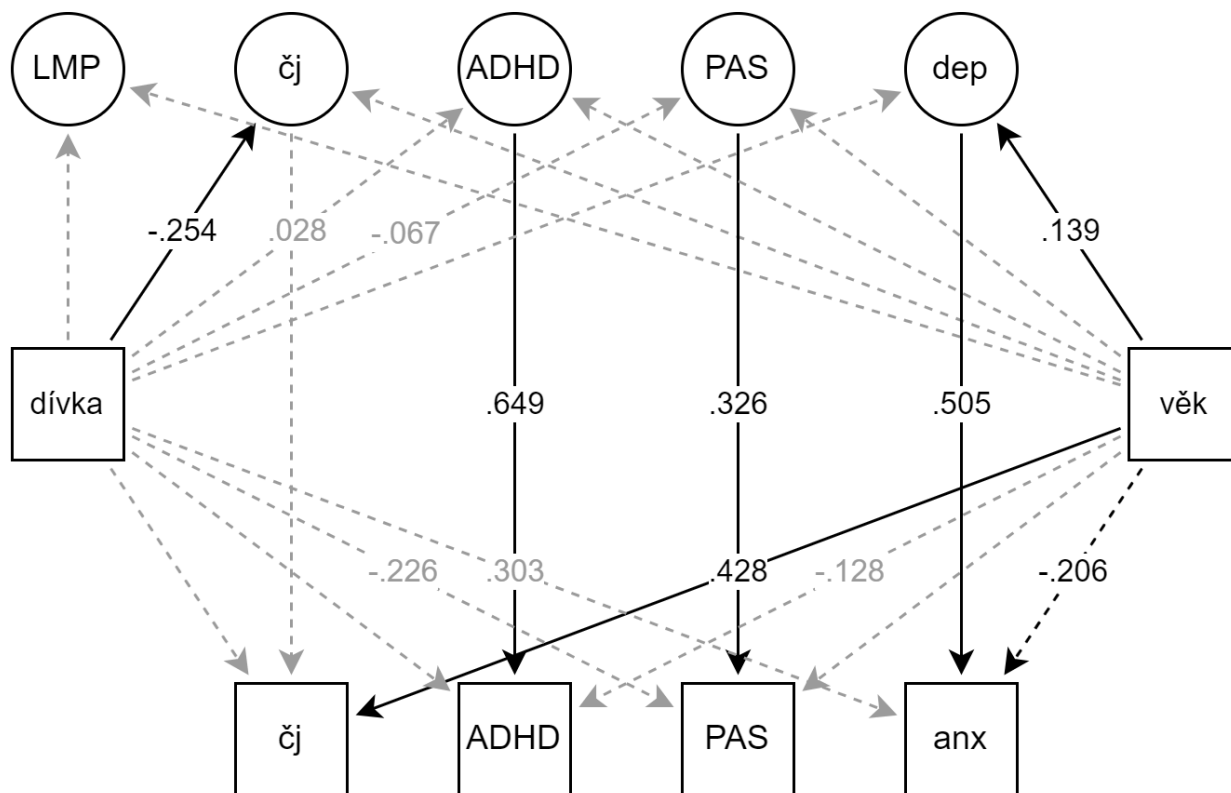 LMP
čj
ADHD
PAS
dep
-.254
.028
-.067
.139
dívka
.649
.326
.505
věk
-.226
.303
.428
-.128
-.206
čj
ADHD
PAS
anx